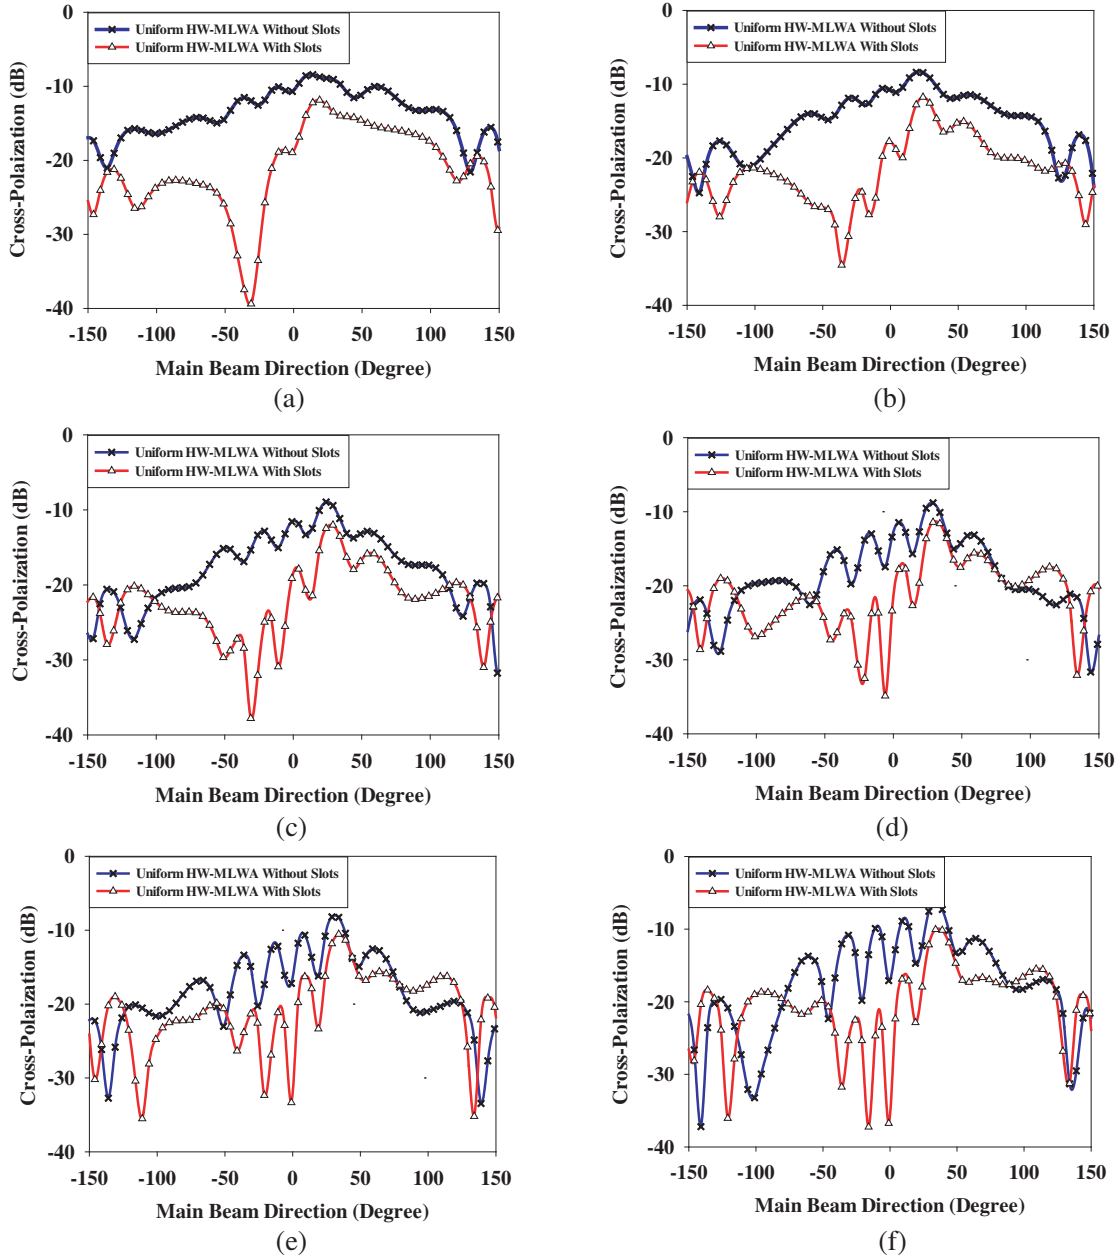 0
-10
-20
-30
-40
Cross-Polaization (dB)
Uniform HW-MLWA Without Slots
Uniform HW-MLWA With Slots
-150 -100 -50 0 50 100 150
Main Beam Direction (Degree)
(a)
0
-10
-20
-30
-40
Cross-Polaization (dB)
Uniform HW-MLWA Without Slots
Uniform HW-MLWA With Slots
-150 -100 -50 0 50 100 150
Main Beam Direction (Degree)
(b)
0
-10
-20
-30
-40
Cross-Polaization (dB)
Uniform HW-MLWA Without Slots
Uniform HW-MLWA With Slots
-150 -100 -50 0 50 100 150
Main Beam Direction (Degree)
(c)
0
-10
-20
-30
-40
Cross-Polaization (dB)
Uniform HW-MLWA Without Slots
Uniform HW-MLWA With Slots
-150 -100 -50 0 50 100 150
Main Beam Direction (Degree)
(d)
0
-10
-20
-30
-40
Cross-Polaization (dB)
Uniform HW-MLWA Without Slots
Uniform HW-MLWA With Slots
-150 -100 -50 0 50 100 150
Main Beam Direction (Degree)
(e)
0
-10
-20
-30
-40
Cross-Polaization (dB)
Uniform HW-MLWA Without Slots
Uniform HW-MLWA With Slots
-150 -100 -50 0 50 100 150
Main Beam Direction (Degree)
(f)